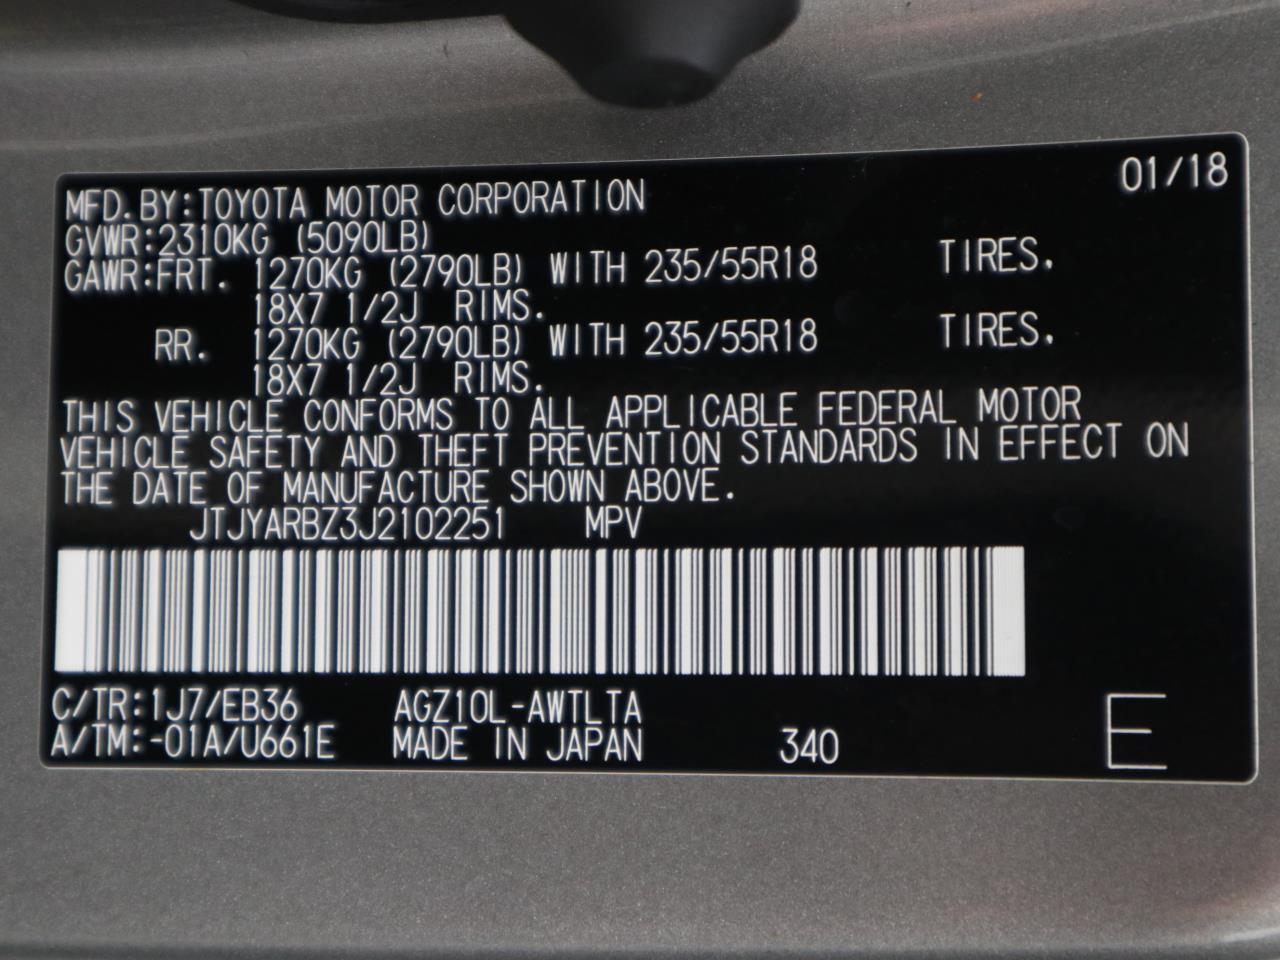 01/18
MFD.BY:TOYOTA MOTOR CORPORATION
GVWR:2310KG (5090LB)
GAWR:FRT. 1270KG (2790LB) WITH 235/55R18 TIRES.
18X7 1/2J RIMS.
RR. 1270KG (2790LB) WITH 235/55R18 TIRES.
18X7 1/2J RIMS.
THIS VEHICLE CONFORMS TO ALL APPLICABLE FEDERAL MOTOR
VEHICLE SAFETY AND THEFT PREVENTION STANDARDS IN EFFECT ON
THE DATE OF MANUFACTURE SHOWN ABOVE.
JTJYARBZ3J2102251 MPV
C/TR:1J7/EB36 AGZ10L-AWTLTA
A/TM:-01A/U661E MADE IN JAPAN 340 E